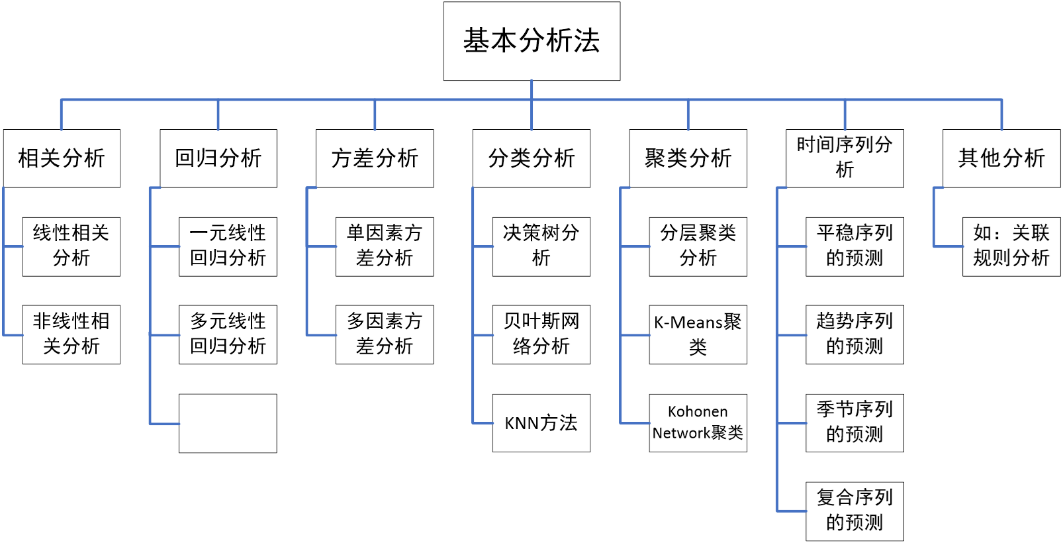 基本分析法
相关分析
回归分析
方差分析
分类分析
聚类分析
时间序列分
析
其他分析
线性相关
分析
一元线性
回归分析
单因素方
差分析
决策树分
析
分层聚类
分析
平稳序列
的预测
如：关联
规则分析
非线性相
关分析
多元线性
回归分析
多因素方
差分析
贝叶斯网
络分析
K-Means聚
类
趋势序列
的预测
KNN方法
Kohonen
Network聚类
季节序列
的预测
复合序列
的预测